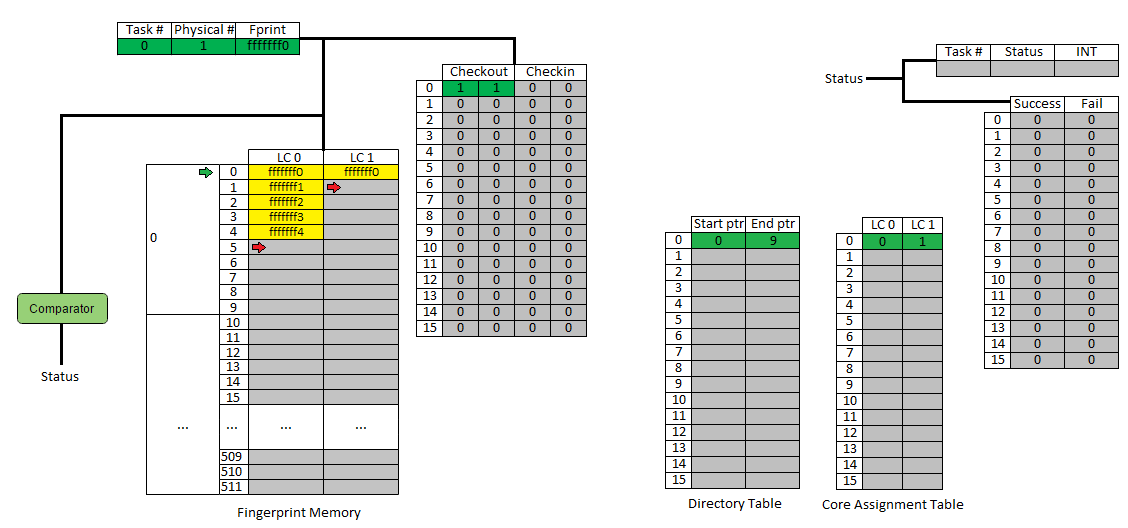 Task # Physical # Fprint
0 1 fffffff0
Checkout Checkin
0 1 1 0 0
1 0 0 0 0
2 0 0 0 0
3 0 0 0 0
4 0 0 0 0
5 0 0 0 0
6 0 0 0 0
7 0 0 0 0
8 0 0 0 0
9 0 0 0 0
10 0 0 0 0
11 0 0 0 0
12 0 0 0 0
13 0 0 0 0
14 0 0 0 0
15 0 0 0 0
LC 0 LC 1
0
0 fffffff0 fffffff0
1 fffffff1
2 fffffff2
3 fffffff3
4 fffffff4
5
6
7
8
9
10
11
12
13
14
15
... ... ... ...
509
510
511
Fingerprint Memory
Comparator
Status
Start ptr End ptr
0 0 9
1
2
3
4
5
6
7
8
9
10
11
12
13
14
15
Directory Table
LC 0 LC 1
0 0 1
1
2
3
4
5
6
7
8
9
10
11
12
13
14
15
Core Assignment Table
Status
Task # Status INT
Success Fail
0 0 0
1 0 0
2 0 0
3 0 0
4 0 0
5 0 0
6 0 0
7 0 0
8 0 0
9 0 0
10 0 0
11 0 0
12 0 0
13 0 0
14 0 0
15 0 0